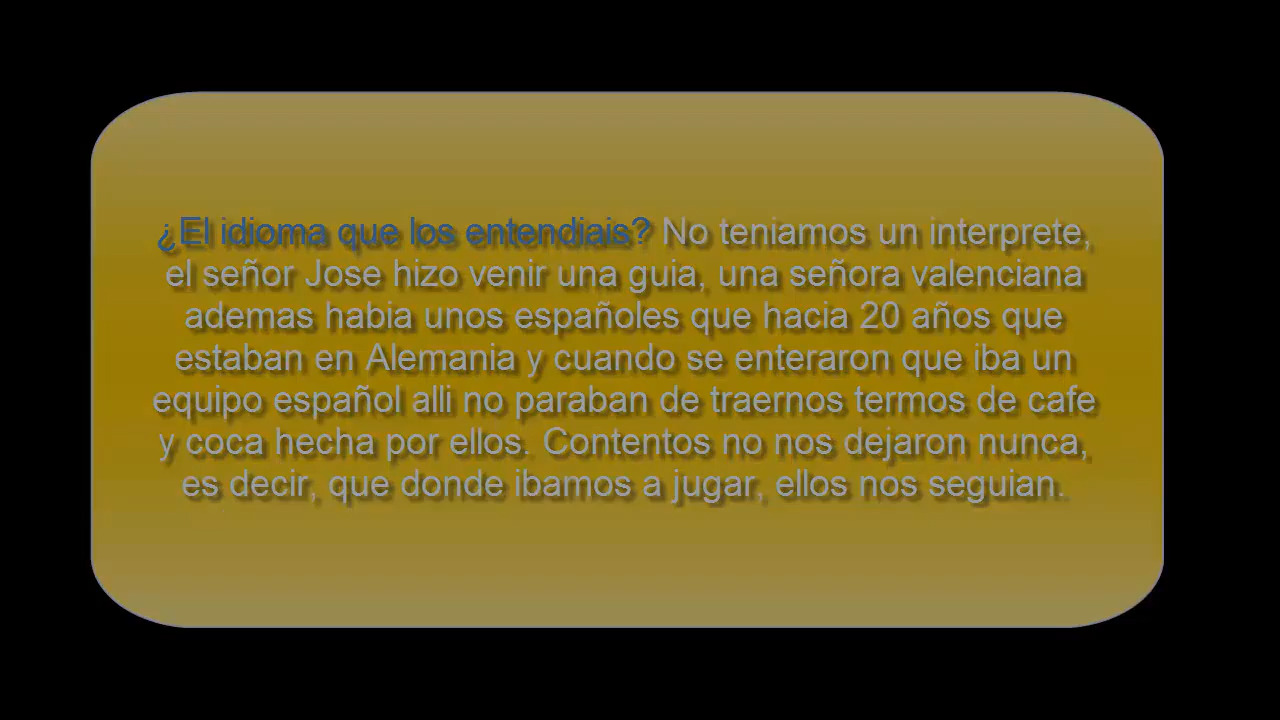 ¿El idioma que los entendiais? No teniamos un interprete,
el señor Jose hizo venir una guia, una señora valenciana
ademas habia unos españoles que hacia 20 años que
estaban en Alemania y cuando se enteraron que iba un
equipo español alli no paraban de traernos termos de cafe
y coca hecha por ellos. Contentos no nos dejaron nunca,
es decir, que donde ibamos a jugar, ellos nos seguian.